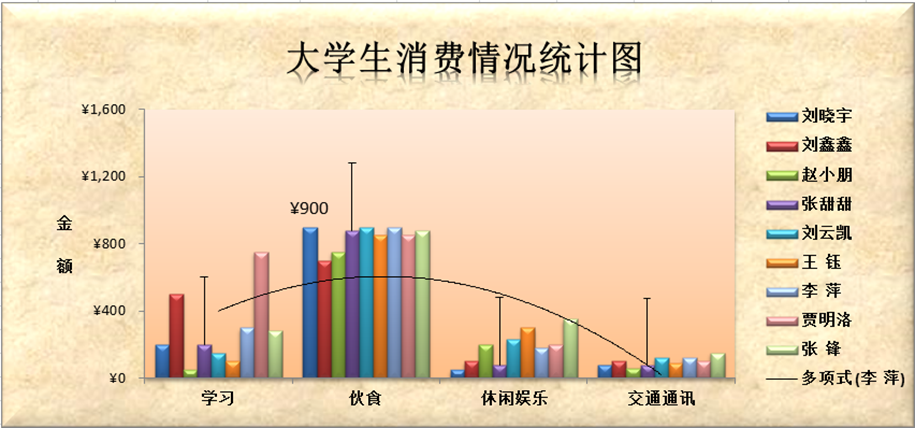 大学生消费情况统计图
¥1,600
¥1,200
¥800
¥400
¥0
金
额
¥900
学习
伙食
休闲娱乐
交通通讯
刘晓宇
刘鑫鑫
赵小朋
张甜甜
刘云凯
王 钰
李 萍
贾明洛
张 锋
多项式(李 萍)